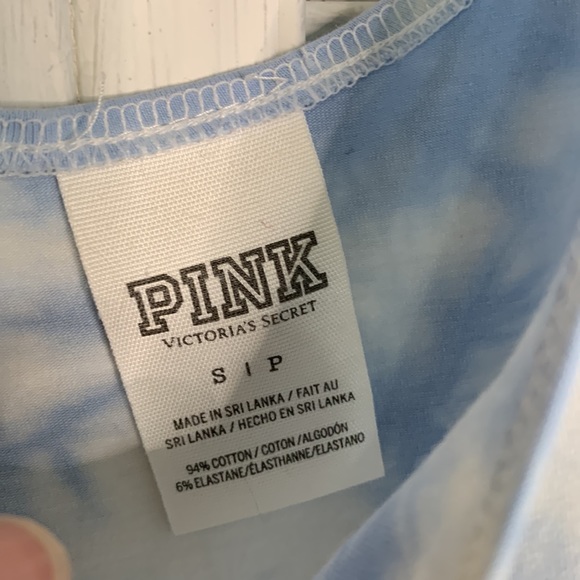 PINK
VICTORIA'S SECRET
S | P
MADE IN SRI LANKA / FAIT AU
SRI LANKA / HECHO EN SRI LANKA
94% COTTON / COTON / ALGODÓN
6% ELASTANE/ÉLASTHANNE/ELASTANO